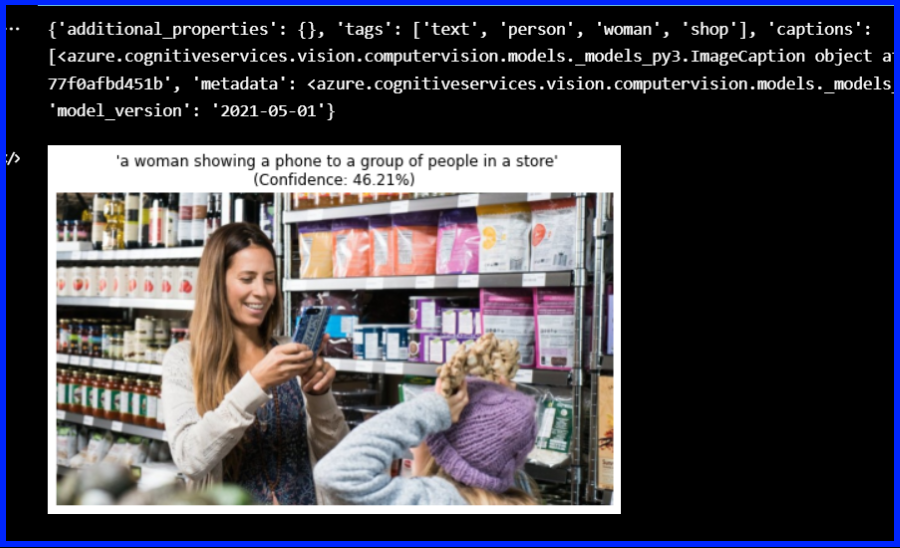 ... {'additional_properties': {}, 'tags': ['text', 'person', 'woman', 'shop'], 'captions':
[<azure.cognitiveservices.vision.computervision.models._models_py3.ImageCaption object a
77f0afbd451b', 'metadata': <azure.cognitiveservices.vision.computervision.models._models_
'model_version': '2021-05-01'}
/>
'a woman showing a phone to a group of people in a store'
(Confidence: 46.21%)